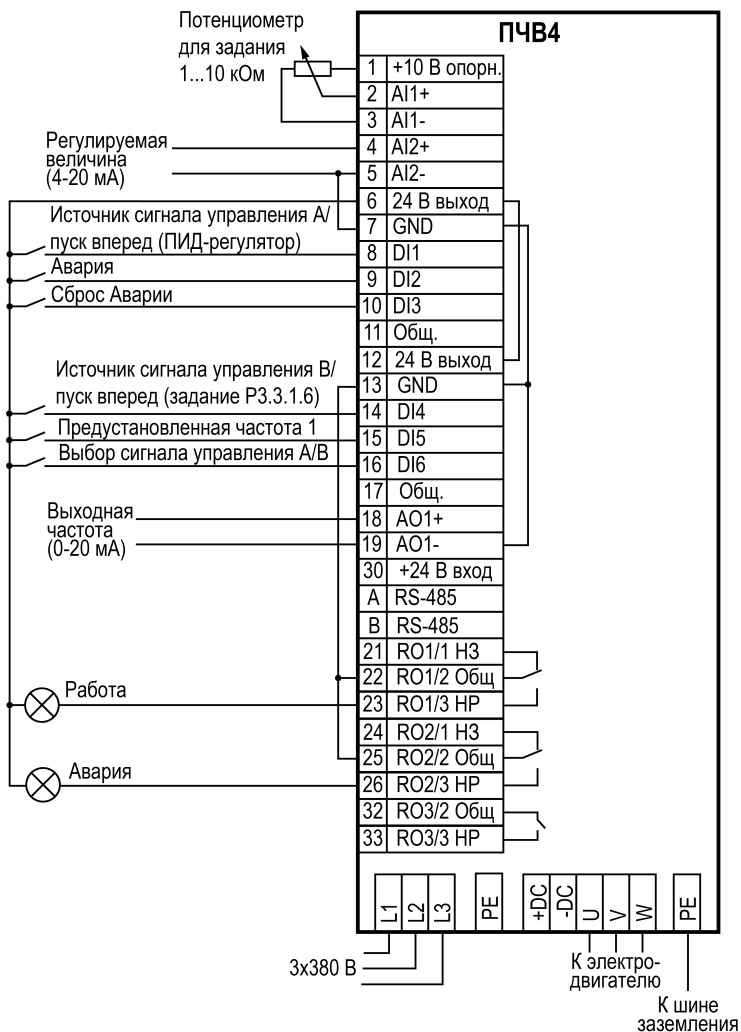 ПЧВ4
Потенциометр
для задания
1...10 кОм
1 +10 В опорн.
2 AI1+
3 AI1-
Регулируемая
величина
(4-20 мА)
4 AI2+
5 AI2-
6 24 В выход
7 GND
Источник сигнала управления А/
пуск вперед (ПИД-регулятор)
8 DI1
Авария
9 DI2
Сброс Аварии
10 DI3
11 Общ.
12 24 В выход
13 GND
Источник сигнала управления В/
пуск вперед (задание Р3.3.1.6)
14 DI4
Предустановленная частота 1
15 DI5
Выбор сигнала управления А/В
16 DI6
17 Общ.
Выходная
частота
(0-20 мА)
18 AO1+
19 AO1-
30 +24 В вход
A RS-485
B RS-485
21 RO1/1 НЗ
22 RO1/2 Общ
Работа
23 RO1/3 НР
24 RO2/1 НЗ
25 RO2/2 Общ
Авария
26 RO2/3 НР
32 RO3/2 Общ
33 RO3/3 НР
L1
L2
L3
PE
+DC
-DC
U
V
W
PE
3x380 В
К электро-
двигателю
К шине
заземления